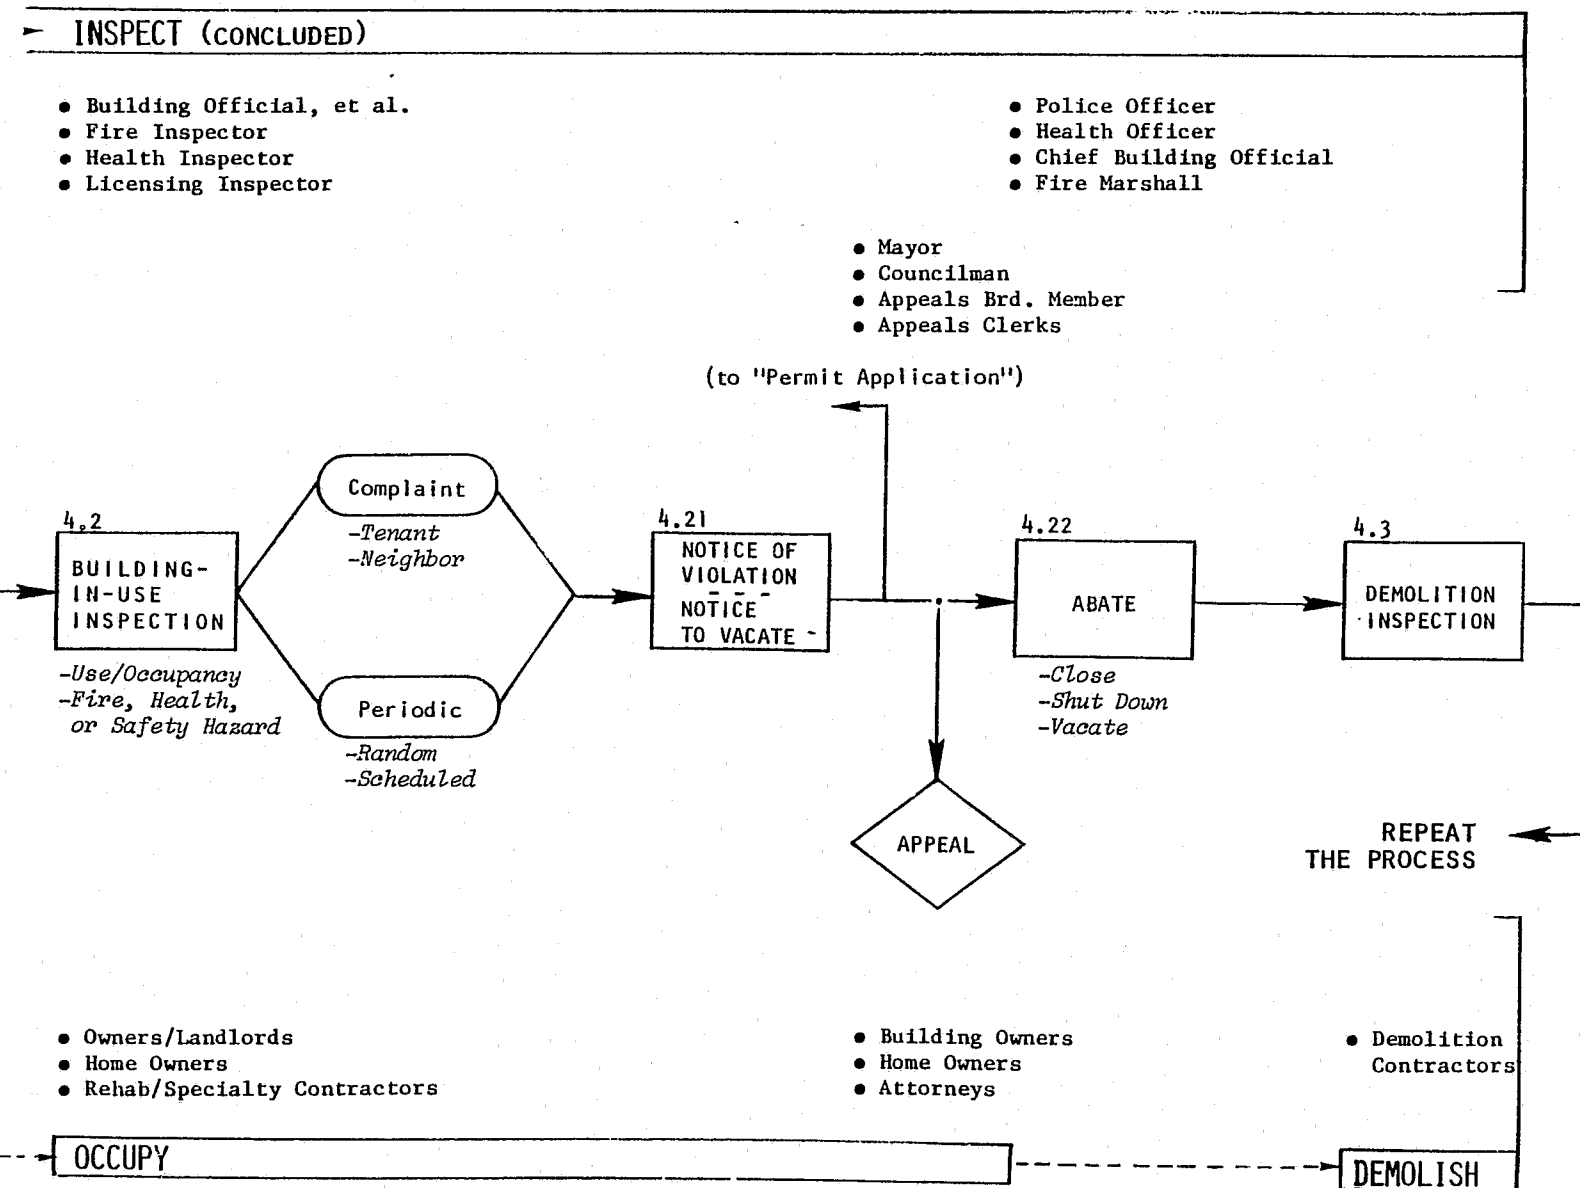 INSPECT (CONCLUDED)
• Building Official, et al.
• Fire Inspector
• Health Inspector
• Licensing Inspector
• Police Officer
• Health Officer
• Chief Building Official
• Fire Marshall
• Mayor
• Councilman
• Appeals Brd. Member
• Appeals Clerks
(to "Permit Application")
4.2
BUILDING-
IN-USE
INSPECTION
-Use/Occupancy
-Fire, Health,
or Safety Hazard
Complaint
-Tenant
-Neighbor
Periodic
-Random
-Scheduled
4.21
NOTICE OF
VIOLATION
- - -
NOTICE
TO VACATE
4.22
ABATE
-Close
-Shut Down
-Vacate
4.3
DEMOLITION
INSPECTION
APPEAL
REPEAT
THE PROCESS
• Owners/Landlords
• Home Owners
• Rehab/Specialty Contractors
• Building Owners
• Home Owners
• Attorneys
• Demolition
Contractors
OCCUPY
DEMOLISH